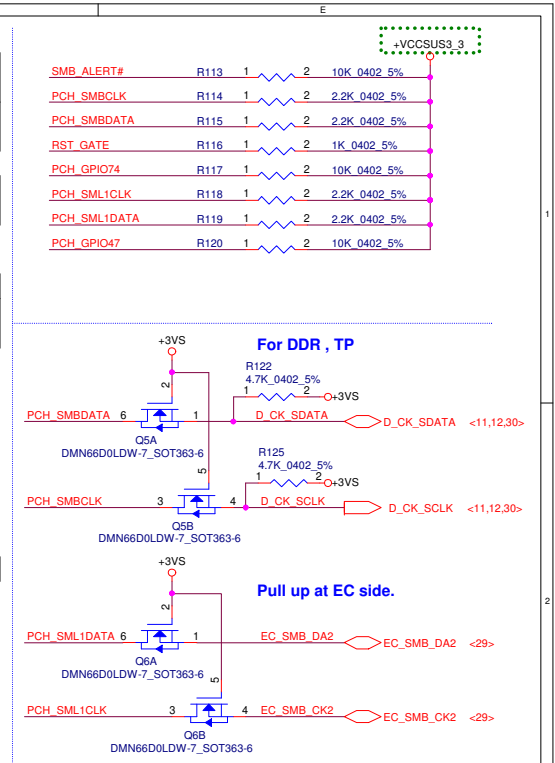 E
+VCCSUS3_3
SMB_ALERT# R113 1 2 10K_0402_5%
PCH_SMBCLK R114 1 2 2.2K_0402_5%
PCH_SMBDATA R115 1 2 2.2K_0402_5%
RST_GATE R116 1 2 1K_0402_5%
PCH_GPIO74 R117 1 2 10K_0402_5%
PCH_SML1CLK R118 1 2 2.2K_0402_5%
PCH_SML1DATA R119 1 2 2.2K_0402_5%
PCH_GPIO47 R120 1 2 10K_0402_5%
1
+3VS
For DDR , TP
R122
4.7K_0402_5%
1 2 +3VS
2
PCH_SMBDATA 6 1 D_CK_SDATA D_CK_SDATA <11,12,30>
Q5A
DMN66D0LDW-7_SOT363-6
R125
4.7K_0402_5%
1 2 +3VS
5
PCH_SMBCLK 3 4 D_CK_SCLK D_CK_SCLK <11,12,30>
Q5B
DMN66D0LDW-7_SOT363-6
+3VS
Pull up at EC side.
2
2
PCH_SML1DATA 6 1 EC_SMB_DA2 EC_SMB_DA2 <29>
Q6A
DMN66D0LDW-7_SOT363-6
5
PCH_SML1CLK 3 4 EC_SMB_CK2 EC_SMB_CK2 <29>
Q6B
DMN66D0LDW-7_SOT363-6